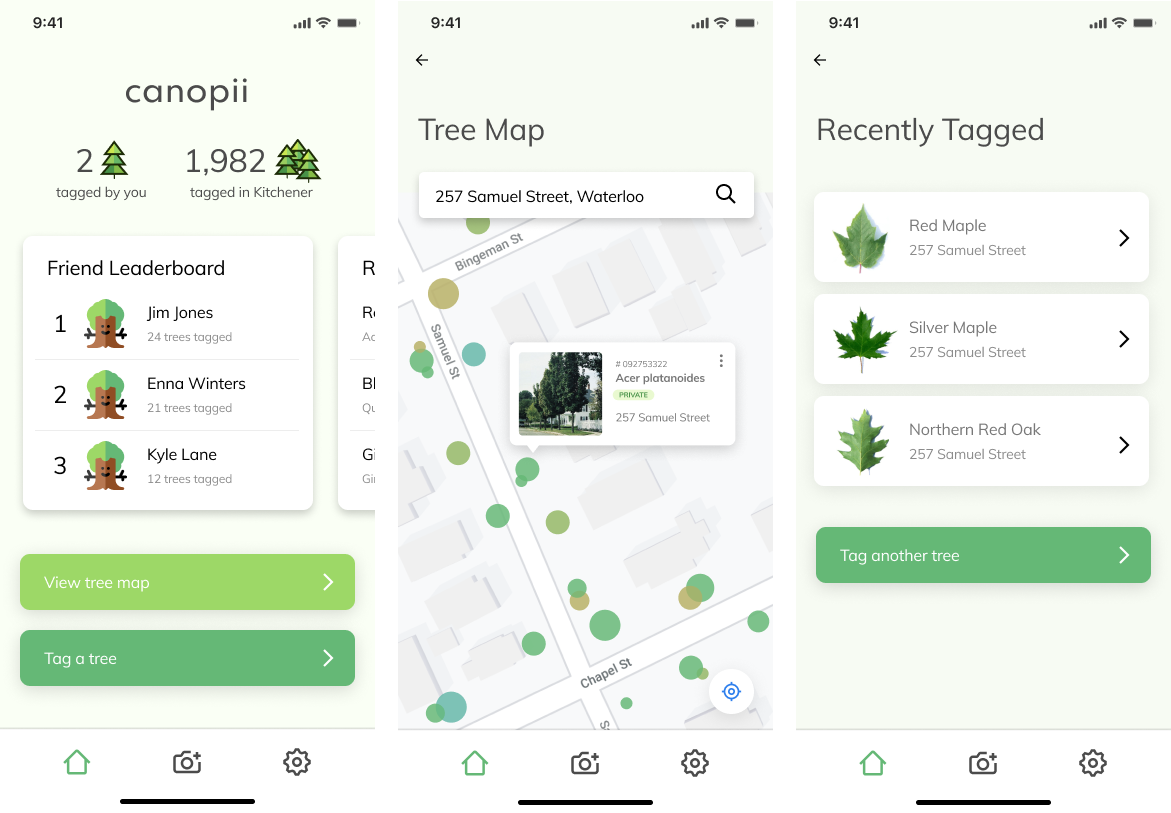 9:41
canopii
2
tagged by you
1,982
tagged in Kitchener
Friend Leaderboard
1
Jim Jones
24 trees tagged
2
Enna Winters
21 trees tagged
3
Kyle Lane
12 trees tagged
R
Re
Ac
Bl
Qu
Gi
Gin
View tree map
Tag a tree
9:41
Tree Map
257 Samuel Street, Waterloo
Bingeman St
Samuel St
# 092753322
Acer platanoides
PRIVATE
257 Samuel Street
Chapel St
S
9:41
Recently Tagged
Red Maple
257 Samuel Street
Silver Maple
257 Samuel Street
Northern Red Oak
257 Samuel Street
Tag another tree